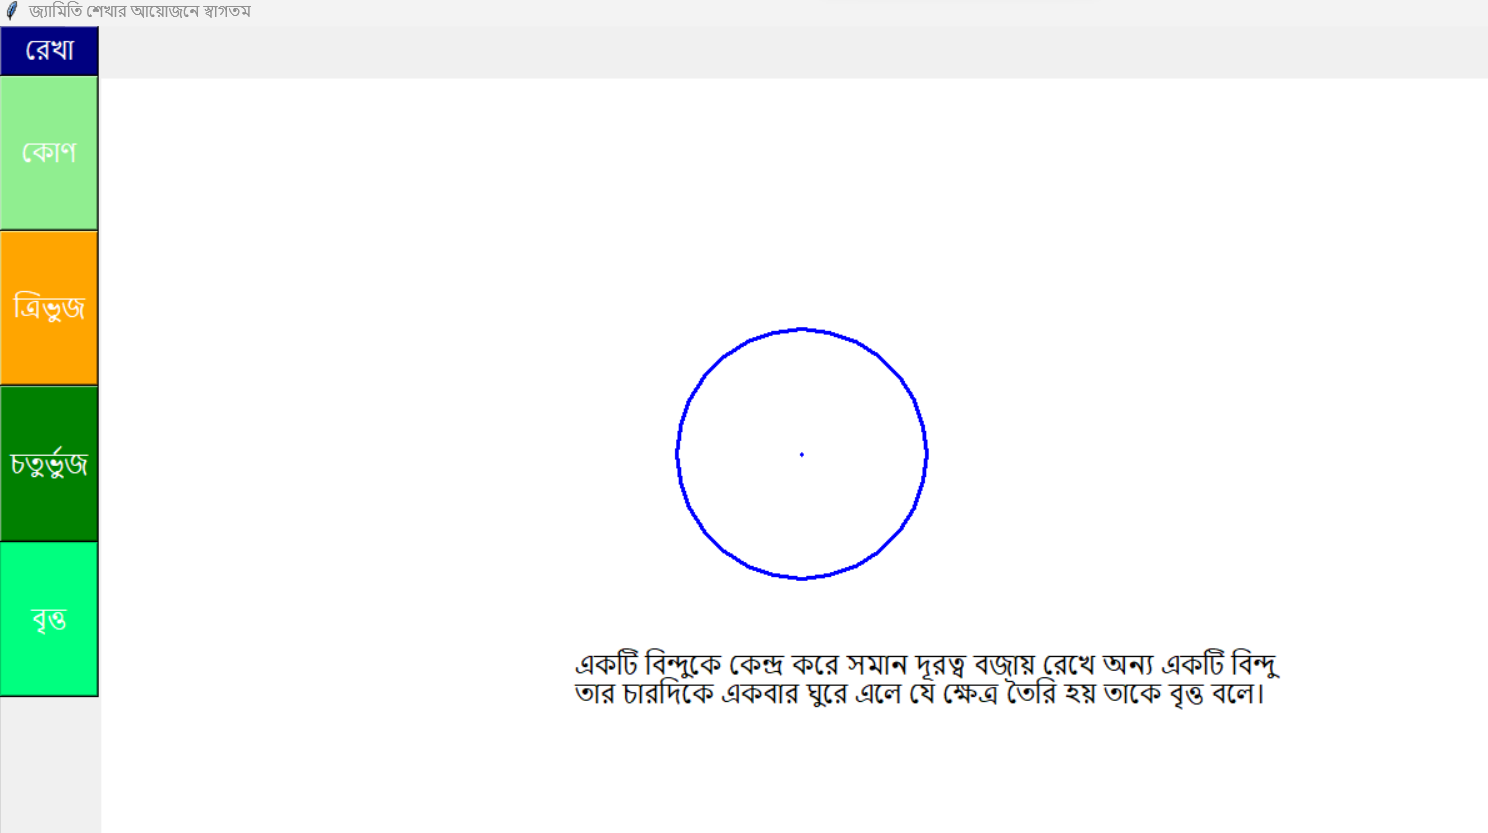 জ্যামিতি শেখার আয়োজনে স্বাগতম
রেখা
কোণ
ত্রিভুজ
চতুর্ভুজ
বৃত্ত
একটি বিন্দুকে কেন্দ্র করে সমান দূরত্ব বজায় রেখে অন্য একটি বিন্দু
তার চারদিকে একবার ঘুরে এলে যে ক্ষেত্র তৈরি হয় তাকে বৃত্ত বলে।